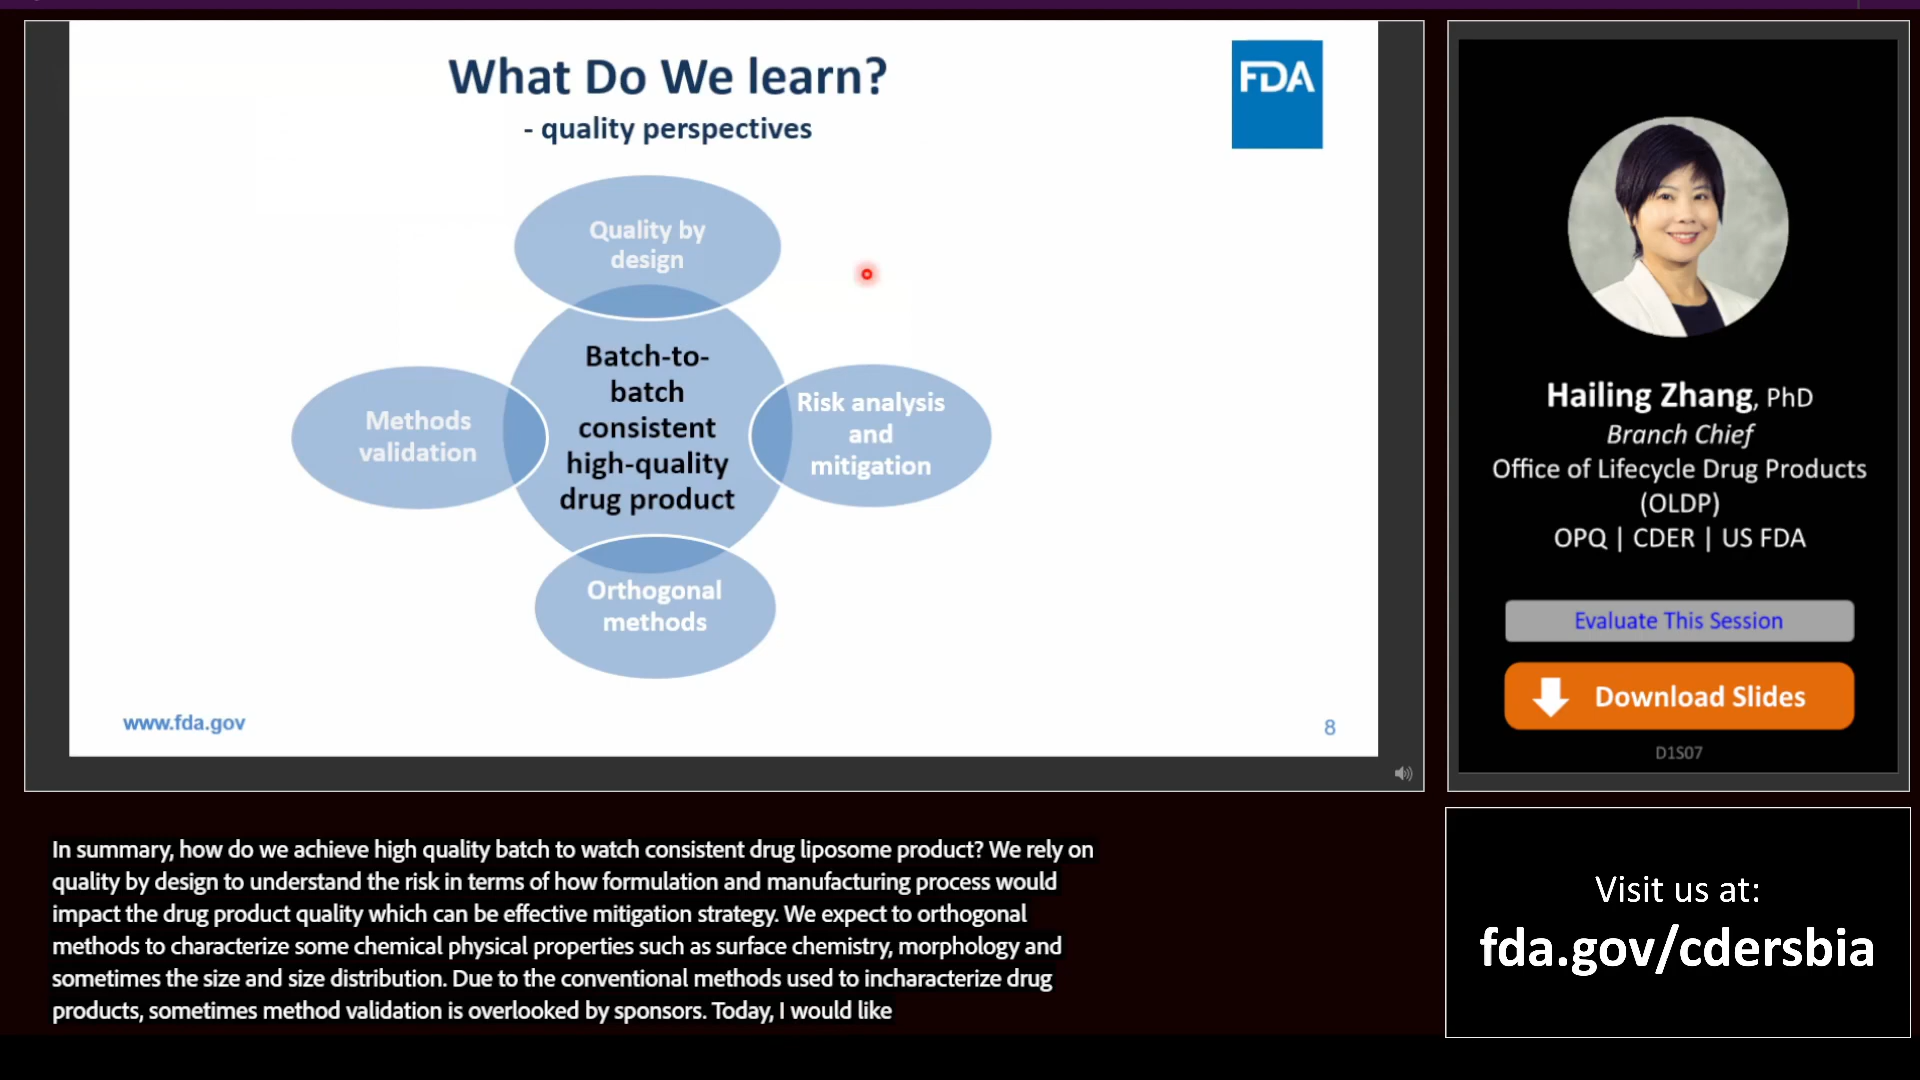 What Do We learn?
- quality perspectives
FDA
Quality by
design
Batch-to-
batch
consistent
high-quality
drug product
Methods
validation
Risk analysis
and
mitigation
Orthogonal
methods
www.fda.gov
8
Hailing Zhang, PhD
Branch Chief
Office of Lifecycle Drug Products
(OLDP)
OPQ | CDER | US FDA
Evaluate This Session
Download Slides
D1S07
In summary, how do we achieve high quality batch to watch consistent drug liposome product? We rely on
quality by design to understand the risk in terms of how formulation and manufacturing process would
impact the drug product quality which can be effective mitigation strategy. We expect to orthogonal
methods to characterize some chemical physical properties such as surface chemistry, morphology and
sometimes the size and size distribution. Due to the conventional methods used to incharacterize drug
products, sometimes method validation is overlooked by sponsors. Today, I would like
Visit us at:
fda.gov/cdersbia